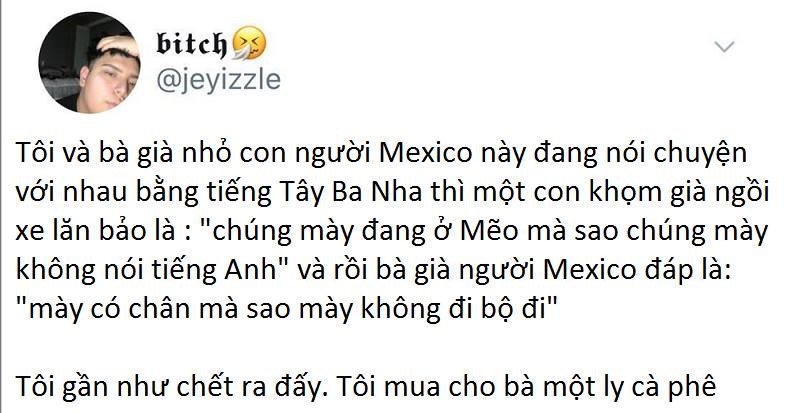 bitch🤧
@jeyizzle
Tôi và bà già nhỏ con người Mexico này đang nói chuyện
với nhau bằng tiếng Tây Ba Nha thì một con khọm già ngồi
xe lăn bảo là : "chúng mày đang ở Mẽo mà sao chúng mày
không nói tiếng Anh" và rồi bà già người Mexico đáp là:
"mày có chân mà sao mày không đi bộ đi"
Tôi gần như chết ra đấy. Tôi mua cho bà một ly cà phê